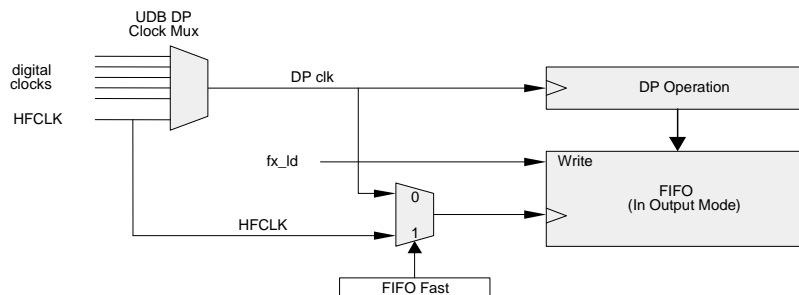 UDB DP
Clock Mux
digital
clocks
DP clk
DP Operation
HFCLK
fx_ld
Write
0
FIFO
(In Output Mode)
HFCLK
1
FIFO Fast